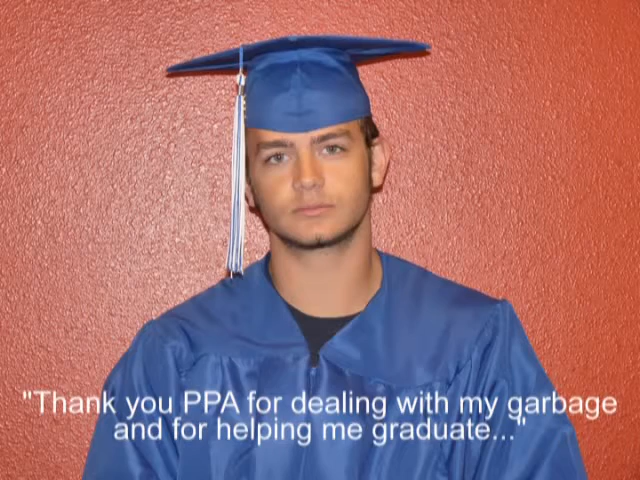 "Thank you PPA for dealing with my garbage
and for helping me graduate..."